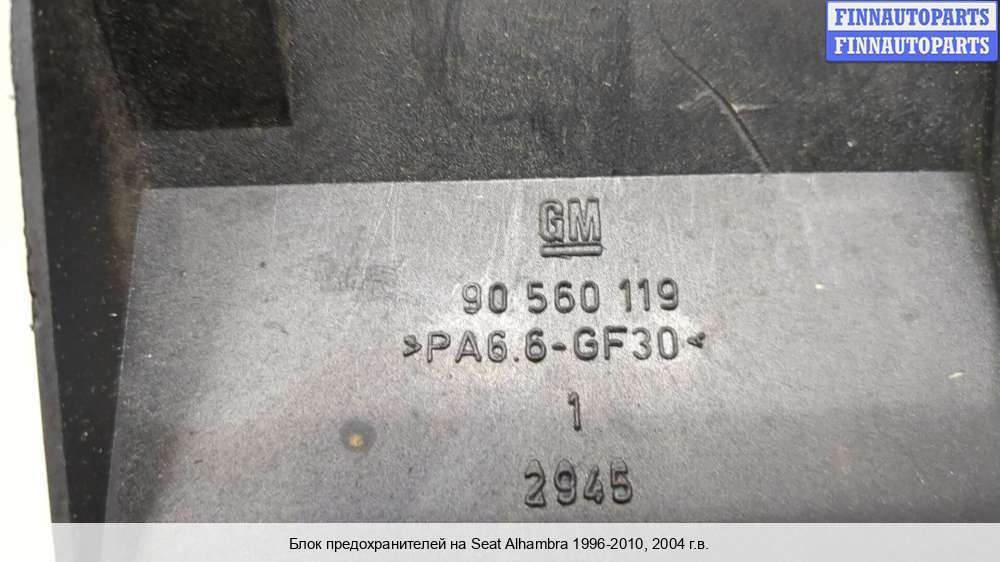 FINNAUTOPARTS
FINNAUTOPARTS
GM
90 560 119
>PA6.6-GF30<
1
2945
Блок предохранителей на Seat Alhambra 1996-2010, 2004 г.в.